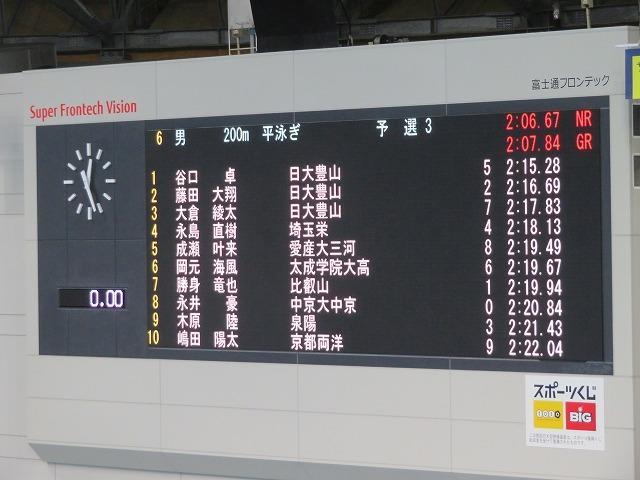 富士通フロンテック
Super Frontech Vision
6 男 200m 平泳ぎ 予選3 2:06.67 NR
2:07.84 GR
1 谷口 卓 日大豊山 5 2:15.28
2 藤田 大翔 日大豊山 2 2:16.69
3 大倉 綾太 日大豊山 7 2:17.83
4 永島 直樹 埼玉栄 4 2:18.13
5 成瀬 叶来 愛産大三河 8 2:19.49
6 岡元 海風 太成学院大高 6 2:19.67
7 勝身 竜也 比叡山 1 2:19.94
8 永井 豪 中京大中京 0 2:20.84
9 木原 陸 泉陽 3 2:21.43
10 嶋田 陽太 京都両洋 9 2:22.04
0.00
スポーツくじ
toto BIG